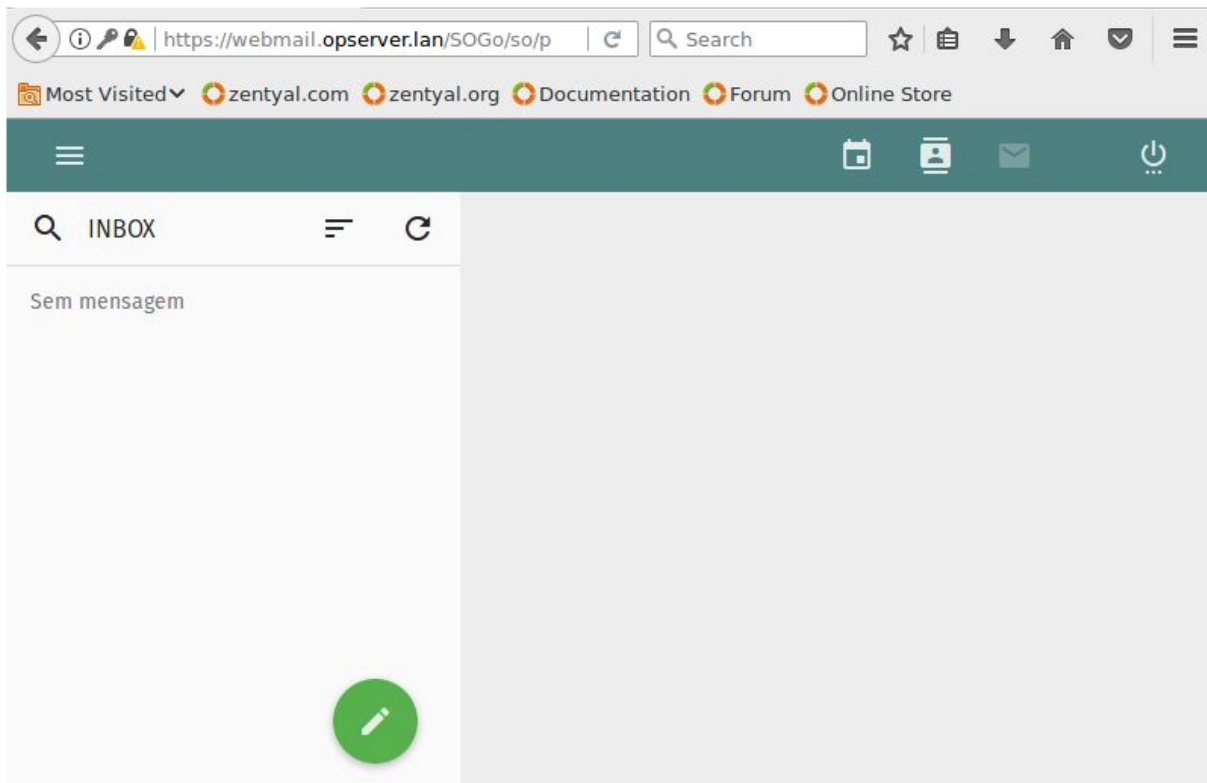 https://webmail.opserver.lan/SOGo/so/p Search
Most Visited zentyal.com zentyal.org Documentation Forum Online Store
INBOX
Sem mensagem